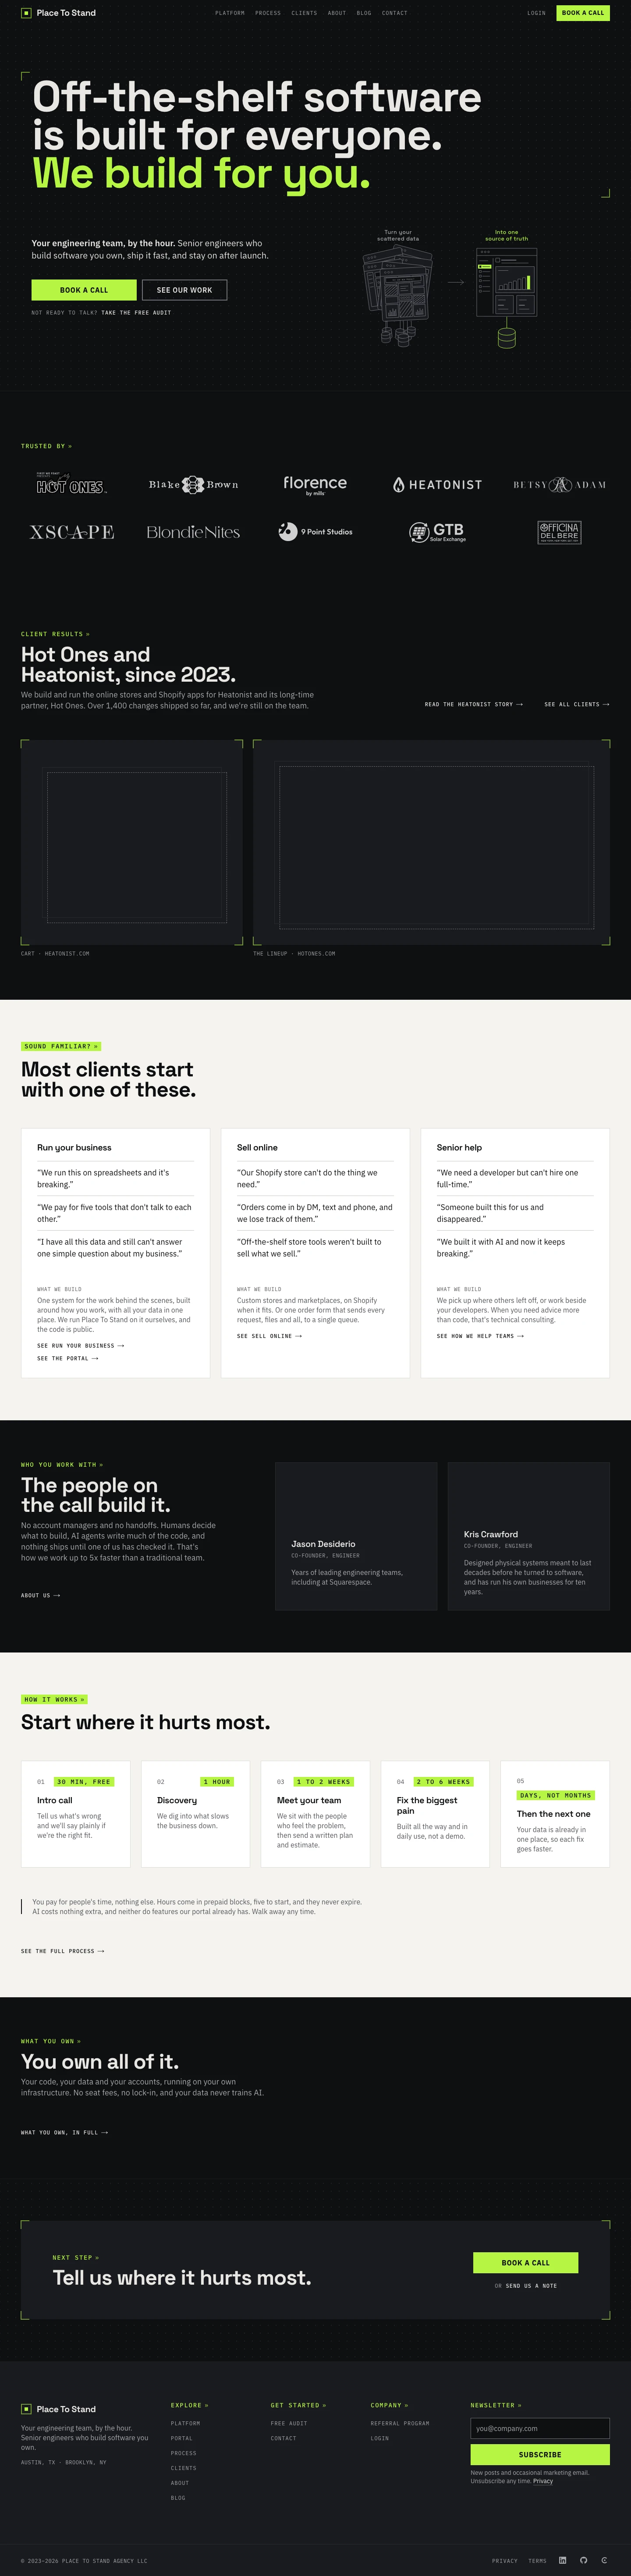 Place To Stand
PLATFORM PROCESS CLIENTS ABOUT BLOG CONTACT
LOGIN
BOOK A CALL
Off-the-shelf software
is built for everyone.
We build for you.
Your engineering team, by the hour. Senior engineers who
build software you own, ship it fast, and stay on after launch.
BOOK A CALL
SEE OUR WORK
NOT READY TO TALK? TAKE THE FREE AUDIT
Turn your
scattered data
Into one
source of truth
TRUSTED BY »
HOT ONES
Blake Brown
florence
by mills
HEATONIST
BETSY ADAM
XSCAPE
BlondieNites
9 Point Studios
GTB
Solar Exchange
OFFICINA
DEL BERE
CLIENT RESULTS »
Hot Ones and
Heatonist, since 2023.
We build and run the online stores and Shopify apps for Heatonist and its long-time
partner, Hot Ones. Over 1,400 changes shipped so far, and we're still on the team.
READ THE HEATONIST STORY →
SEE ALL CLIENTS →
CART · HEATONIST.COM
THE LINEUP · HOTONES.COM
SOUND FAMILIAR? »
Most clients start
with one of these.
Run your business
“We run this on spreadsheets and it's
breaking.”
“We pay for five tools that don't talk to each
other.”
“I have all this data and still can't answer
one simple question about my business.”
WHAT WE BUILD
One system for the work behind the scenes, built
around how you work, with all your data in one
place. We run Place To Stand on it ourselves, and
the code is public.
SEE RUN YOUR BUSINESS →
SEE THE PORTAL →
Sell online
“Our Shopify store can't do the thing we
need.”
“Orders come in by DM, text and phone, and
we lose track of them.”
“Off-the-shelf store tools weren't built to
sell what we sell.”
WHAT WE BUILD
Custom stores and marketplaces, on Shopify
when it fits. Or one order form that sends every
request, files and all, to a single queue.
SEE SELL ONLINE →
Senior help
“We need a developer but can't hire one
full-time.”
“Someone built this for us and
disappeared.”
“We built it with AI and now it keeps
breaking.”
WHAT WE BUILD
We pick up where others left off, or work beside
your developers. When you need advice more
than code, that's technical consulting.
SEE HOW WE HELP TEAMS →
WHO YOU WORK WITH »
The people on
the call build it.
No account managers and no handoffs. Humans decide
what to build, AI agents write much of the code, and
nothing ships until one of us has checked it. That's
how we work up to 5x faster than a traditional team.
ABOUT US →
Jason Desiderio
CO-FOUNDER, ENGINEER
Years of leading engineering teams,
including at Squarespace.
Kris Crawford
CO-FOUNDER, ENGINEER
Designed physical systems meant to last
decades before he turned to software,
and has run his own businesses for ten
years.
HOW IT WORKS »
Start where it hurts most.
01 30 MIN, FREE
Intro call
Tell us what's wrong
and we'll say plainly if
we're the right fit.
02 1 HOUR
Discovery
We dig into what slows
the business down.
03 1 TO 2 WEEKS
Meet your team
We sit with the people
who feel the problem,
then send a written plan
and estimate.
04 2 TO 6 WEEKS
Fix the biggest
pain
Built all the way and in
daily use, not a demo.
05
DAYS, NOT MONTHS
Then the next one
Your data is already in
one place, so each fix
goes faster.
You pay for people's time, nothing else. Hours come in prepaid blocks, five to start, and they never expire.
AI costs nothing extra, and neither do features our portal already has. Walk away any time.
SEE THE FULL PROCESS →
WHAT YOU OWN »
You own all of it.
Your code, your data and your accounts, running on your own
infrastructure. No seat fees, no lock-in, and your data never trains AI.
WHAT YOU OWN, IN FULL →
NEXT STEP »
Tell us where it hurts most.
BOOK A CALL
OR SEND US A NOTE
Place To Stand
Your engineering team, by the hour.
Senior engineers who build software you
own.
AUSTIN, TX · BROOKLYN, NY
EXPLORE »
PLATFORM
PORTAL
PROCESS
CLIENTS
ABOUT
BLOG
GET STARTED »
FREE AUDIT
CONTACT
COMPANY »
REFERRAL PROGRAM
LOGIN
NEWSLETTER »
you@company.com
SUBSCRIBE
New posts and occasional marketing email.
Unsubscribe any time. Privacy
© 2023–2026 PLACE TO STAND AGENCY LLC
PRIVACY TERMS